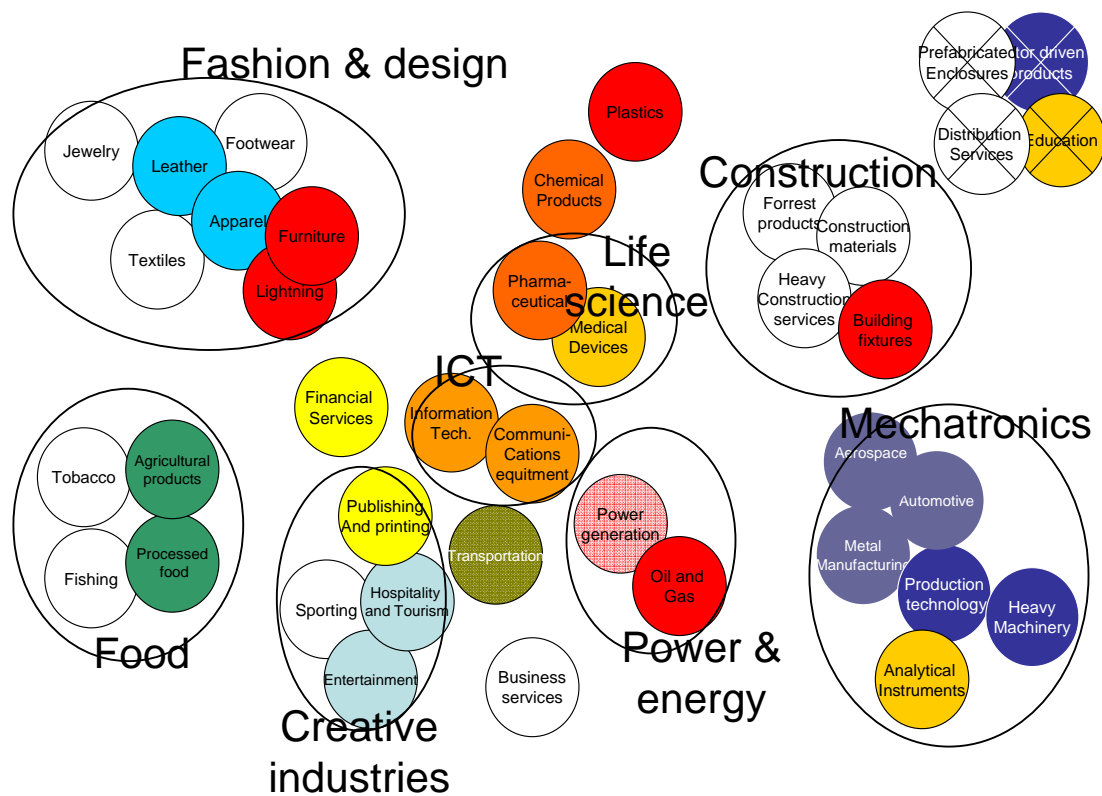 Fashion & design
Jewelry
Leather
Footwear
Textiles
Apparel
Furniture
Lightning
Plastics
Chemical
Products
Life
science
Pharma-
ceutical
Medical
Devices
Construction
Forrest
products
Construction
materials
Heavy
Construction
services
Building
fixtures
Prefabricated
Enclosures
tor driven
products
Distribution
Services
Education
Financial
Services
ICT
Information
Tech.
Communi-
Cations
equitment
Food
Tobacco
Agricultural
products
Fishing
Processed
food
Publishing
And printing
Sporting
Hospitality
and Tourism
Entertainment
Creative
industries
Transportation
Business
services
Power
generation
Oil and
Gas
Power &
energy
Mechatronics
Aerospace
Automotive
Metal
Manufacturing
Production
technology
Heavy
Machinery
Analytical
Instruments